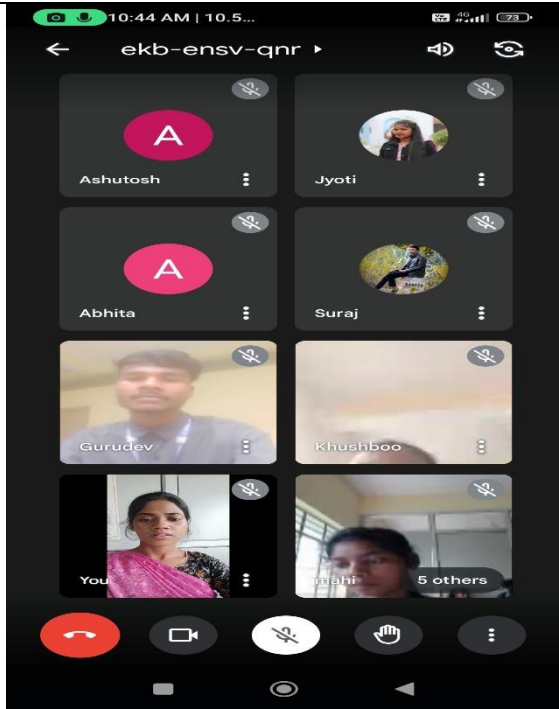 10:44 AM | 10.5... 4G 73
ekb-ensv-qnr
A A
Ashutosh Jyoti
A
Abhita Suraj
Gurudev Khushboo
You mahi 5 others